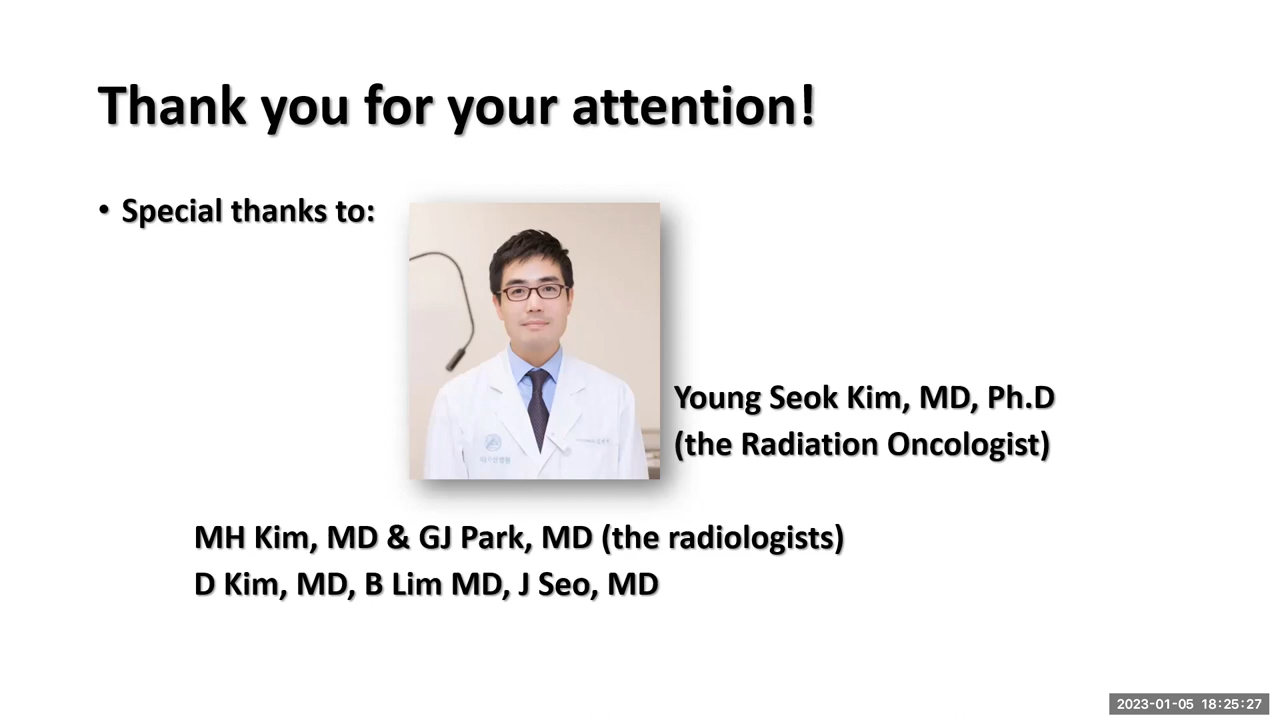 Thank you for your attention!
• Special thanks to:
Young Seok Kim, MD, Ph.D
(the Radiation Oncologist)
MH Kim, MD & GJ Park, MD (the radiologists)
D Kim, MD, B Lim MD, J Seo, MD
2023-01-05 18:25:27